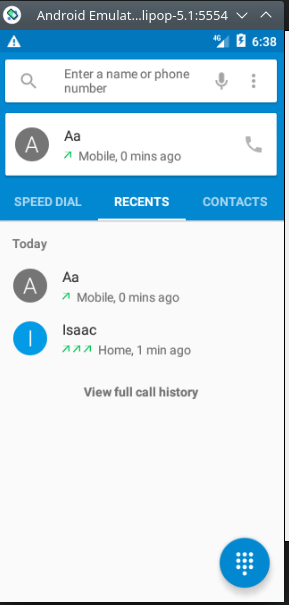 Android Emulat...lipop-5.1:5554
4G 6:38
Enter a name or phone
number
A
Aa
Mobile, 0 mins ago
SPEED DIAL RECENTS CONTACTS
Today
A
Aa
Mobile, 0 mins ago
I
Isaac
Home, 1 min ago
View full call history